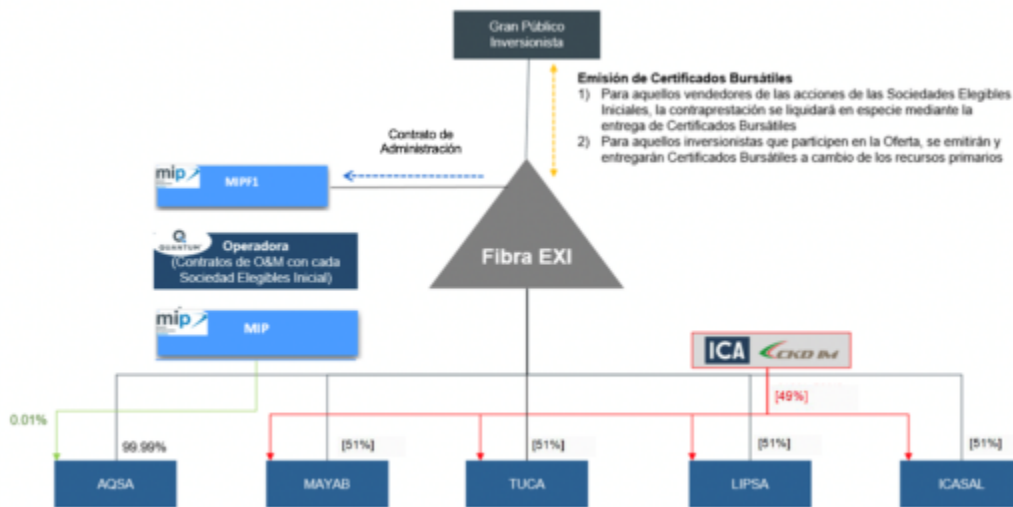 Gran Público
Inversionista
Emisión de Certificados Bursátiles
1) Para aquellos vendedores de las acciones de las Sociedades Elegibles
Iniciales, la contraprestación se liquidará en especie mediante la
entrega de Certificados Bursátiles
2) Para aquellos inversionistas que participen en la Oferta, se emitirán y
entregarán Certificados Bursátiles a cambio de los recursos primarios
Contrato de
Administración
mip
MIPF1
Fibra EXI
QUANTUM
Operadora
(Contratos de O&M con cada
Sociedad Elegibles Inicial)
mip
MIP
ICA CKD IM
0.01%
99.99%
[51%]
[51%]
[49%]
[51%]
[51%]
AQSA
MAYAB
TUCA
LIPSA
ICASAL